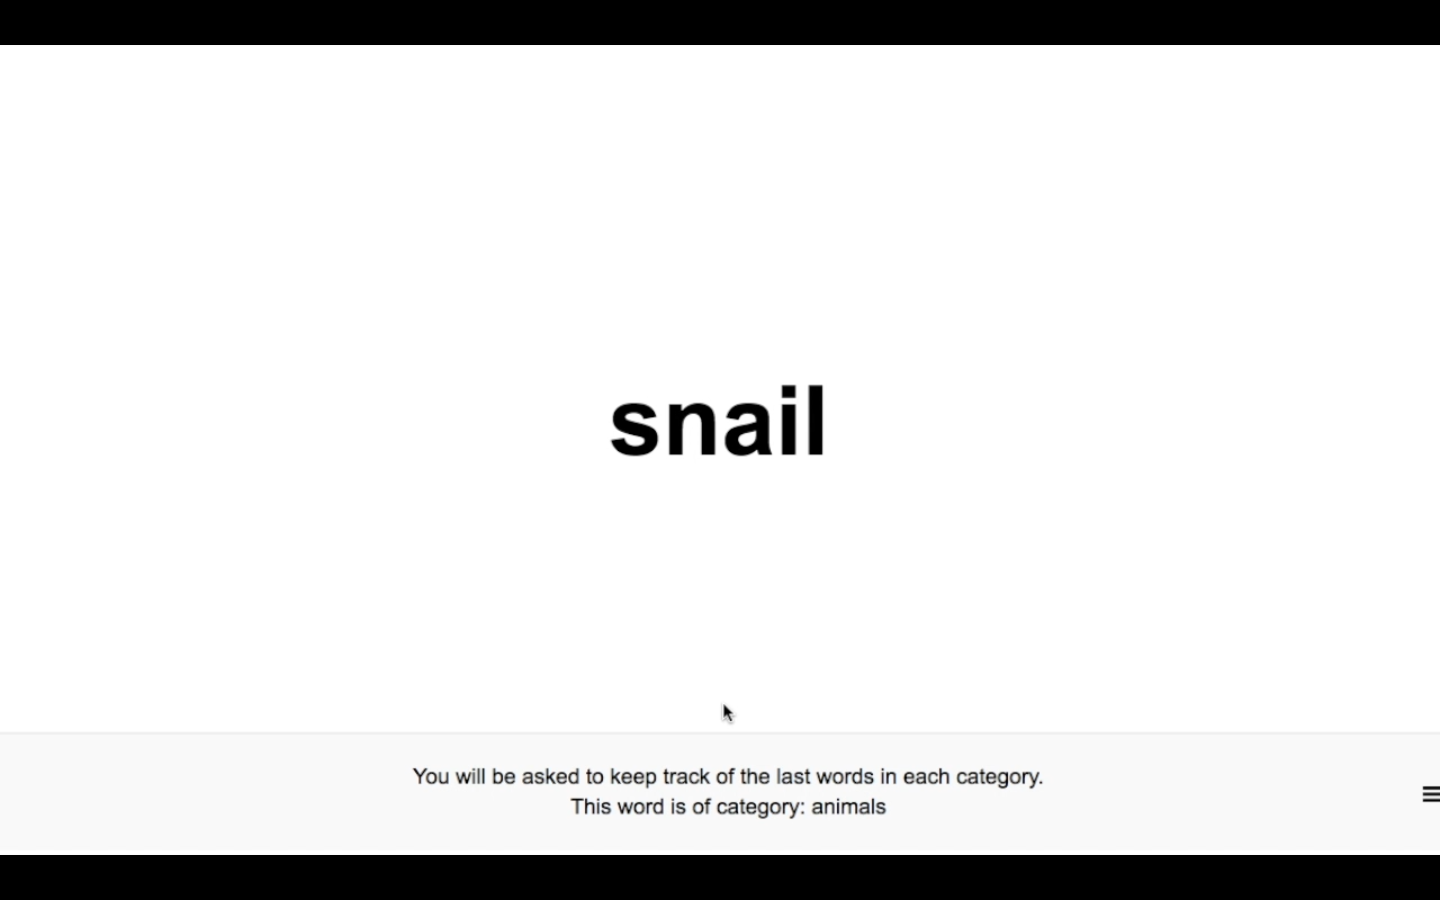 snail
You will be asked to keep track of the last words in each category.
This word is of category: animals